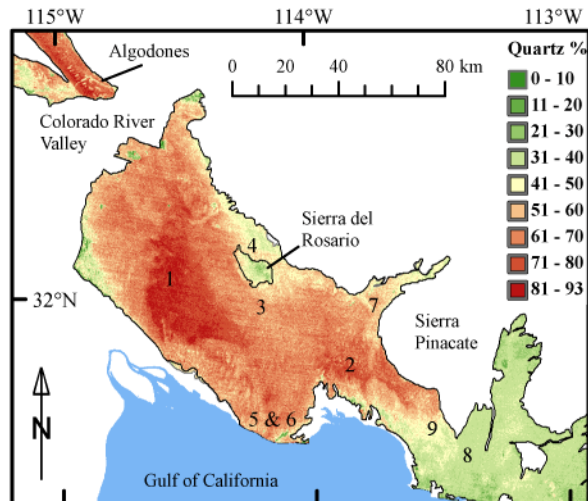 115°W
114°W
113°W
Algodones
Colorado River
Valley
0 20 40 80 km
Quartz %
0 - 10
11 - 20
21 - 30
31 - 40
41 - 50
51 - 60
61 - 70
71 - 80
81 - 93
Sierra del
Rosario
4
1
3
7
32°N
Sierra
Pinacate
2
5 & 6
9
8
N
Gulf of California